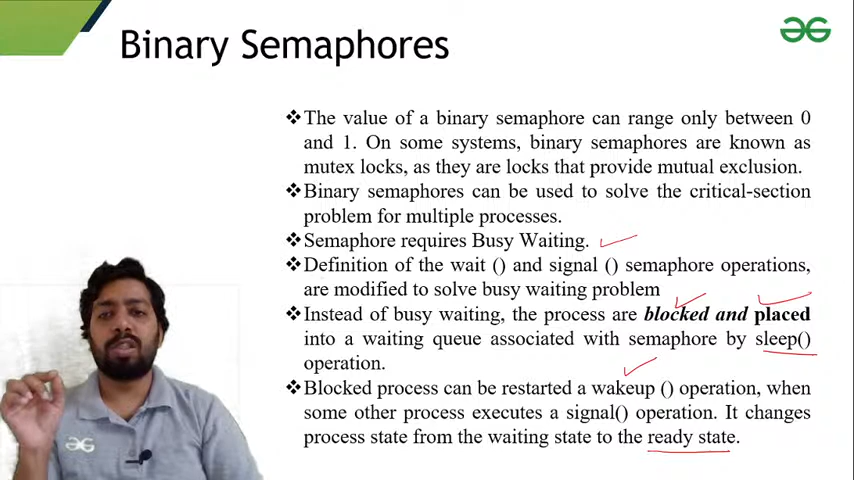 Binary Semaphores
❖The value of a binary semaphore can range only between 0
and 1. On some systems, binary semaphores are known as
mutex locks, as they are locks that provide mutual exclusion.
❖Binary semaphores can be used to solve the critical-section
problem for multiple processes.
❖Semaphore requires Busy Waiting.
❖Definition of the wait () and signal () semaphore operations,
are modified to solve busy waiting problem
❖Instead of busy waiting, the process are blocked and placed
into a waiting queue associated with semaphore by sleep()
operation.
❖Blocked process can be restarted a wakeup () operation, when
some other process executes a signal() operation. It changes
process state from the waiting state to the ready state.